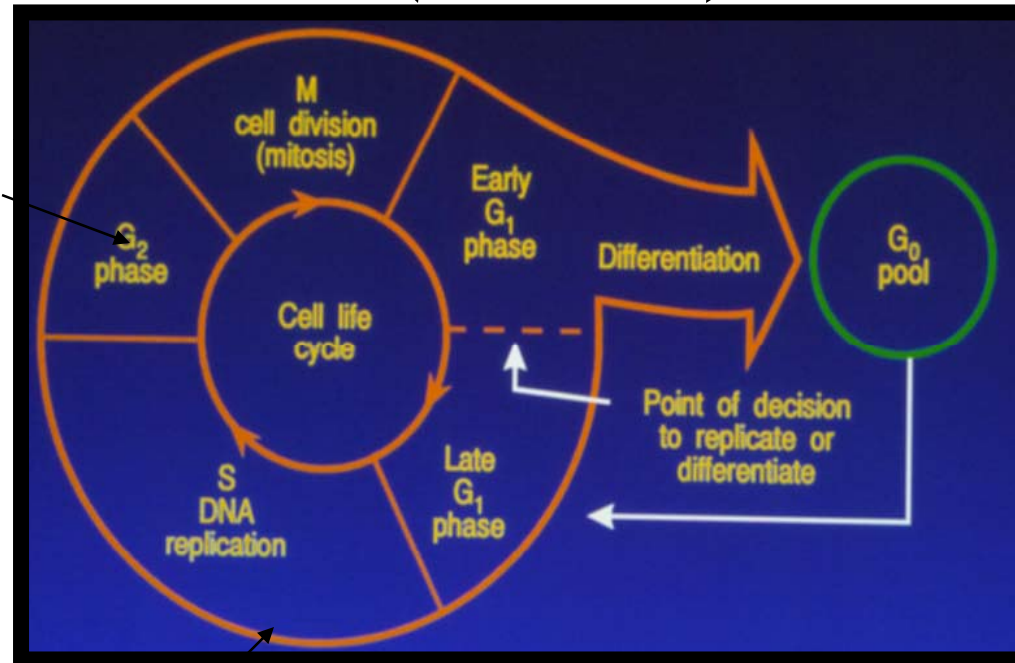 M
cell division
(mitosis)
Early
G₁
phase
G₂
phase
Differentiation
G₀
pool
Cell life
cycle
Point of decision
to replicate or
differentiate
Late
G₁
phase
S
DNA
replication